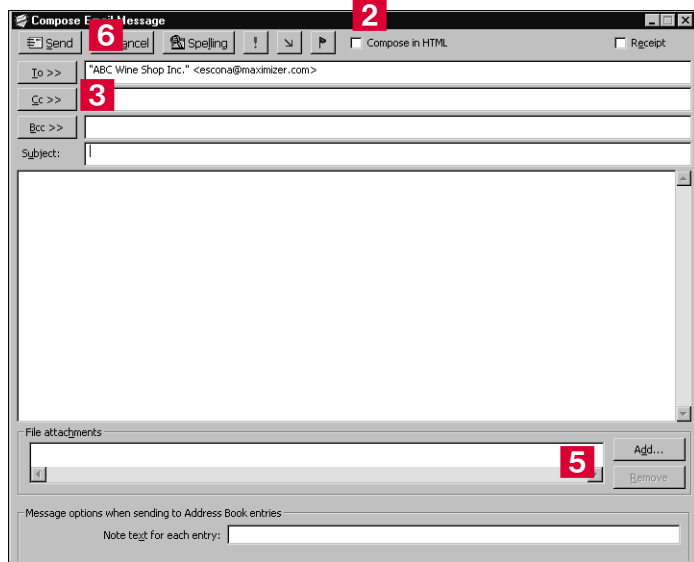 2
Compose E Message
Send 6 ancel Spelling ! Compose in HTML Receipt
To >> "ABC Wine Shop Inc." <escona@maximizer.com>
Cc >> 3
Bcc >>
Subject:
File attachments
5 Add...
Remove
Message options when sending to Address Book entries
Note text for each entry: